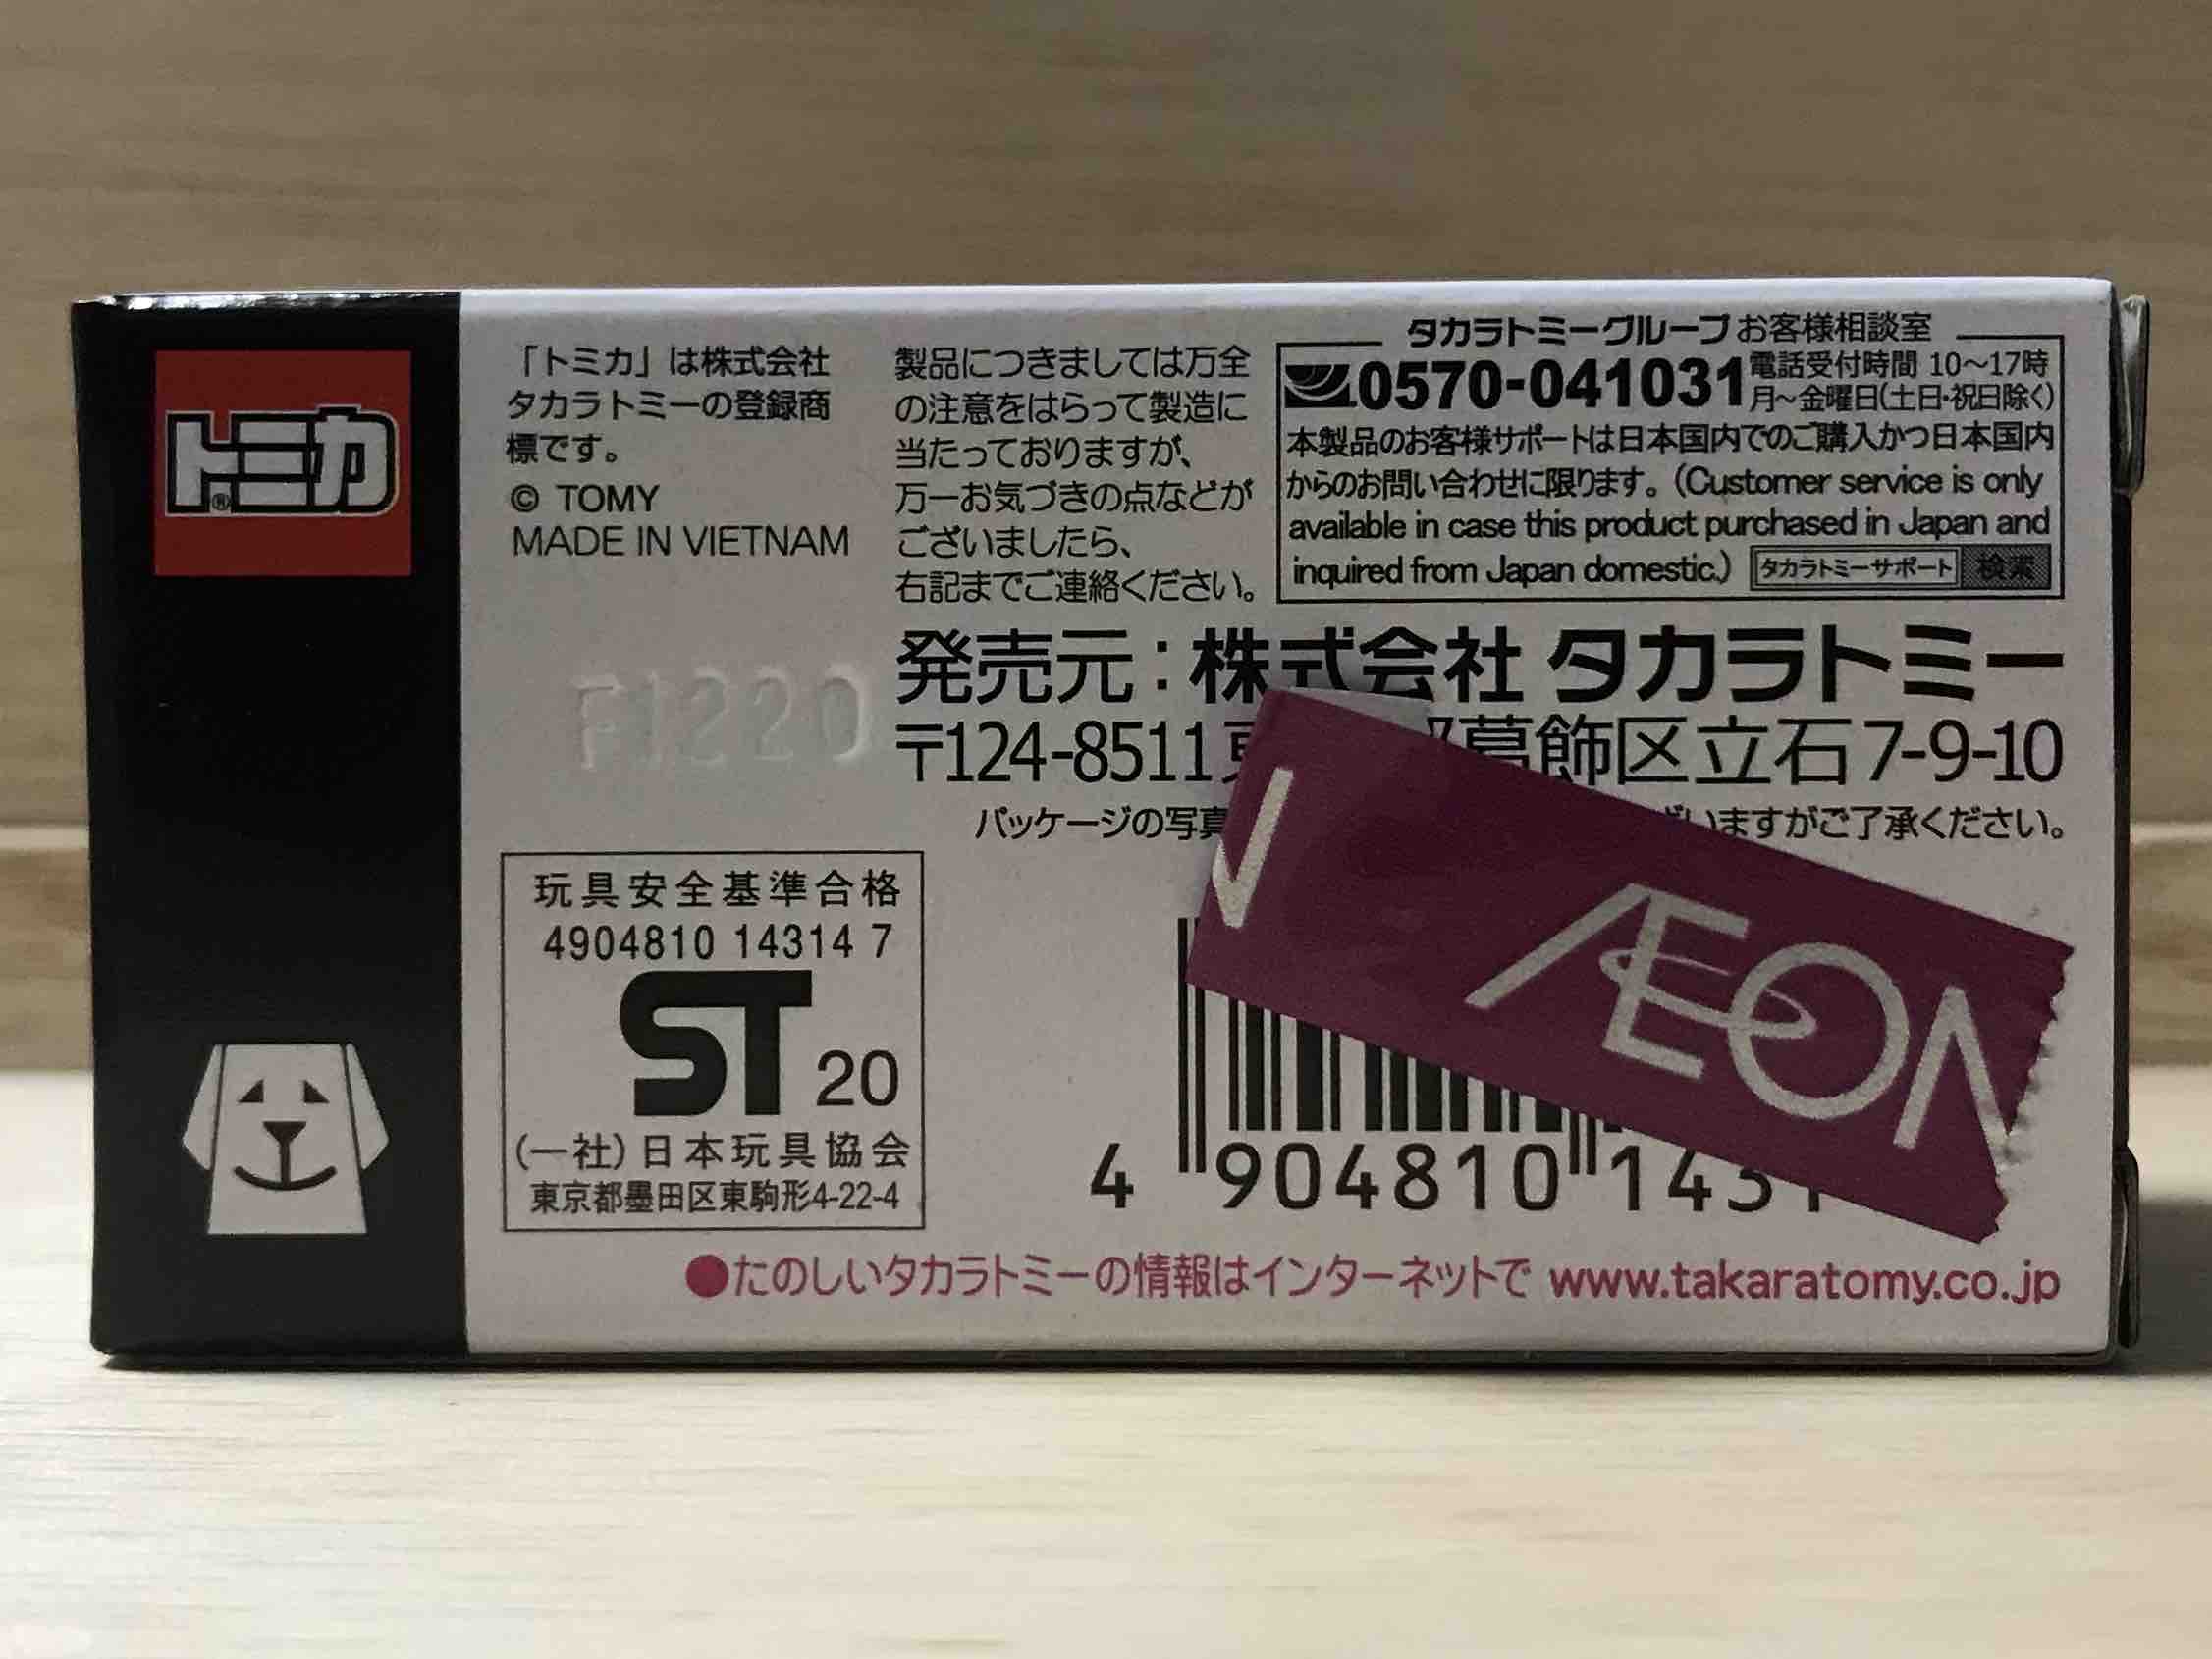 トミカ
®
「トミカ」は株式会社
タカラトミーの登録商
標です。
© TOMY
MADE IN VIETNAM
F1220
製品につきましては万全
の注意をはらって製造に
当たっておりますが、
万一お気づきの点などが
ございましたら、
右記までご連絡ください。
タカラトミーグループお客様相談室
0570-041031
電話受付時間 10〜17時
月〜金曜日(土日・祝日除く)
本製品のお客様サポートは日本国内でのご購入かつ日本国内
からのお問い合わせに限ります。(Customer service is only
available in case this product purchased in Japan and
inquired from Japan domestic.) タカラトミーサポート 検索
発売元：株式会社 タカラトミー
〒124-8511 葛飾区立石7-9-10
パッケージの写真 いますがご了承ください。
玩具安全基準合格
4904810 14314 7
ST 20
(一社)日本玩具協会
東京都墨田区東駒形4-22-4
ÆON
4 904810 1431
●たのしいタカラトミーの情報はインターネットで www.takaratomy.co.jp